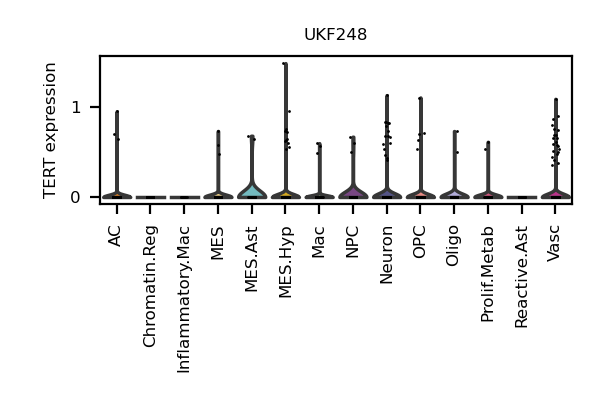 UKF248
TERT expression
1
0
AC
Chromatin.Reg
Inflammatory.Mac
MES
MES.Ast
MES.Hyp
Mac
NPC
Neuron
OPC
Oligo
Prolif.Metab
Reactive.Ast
Vasc